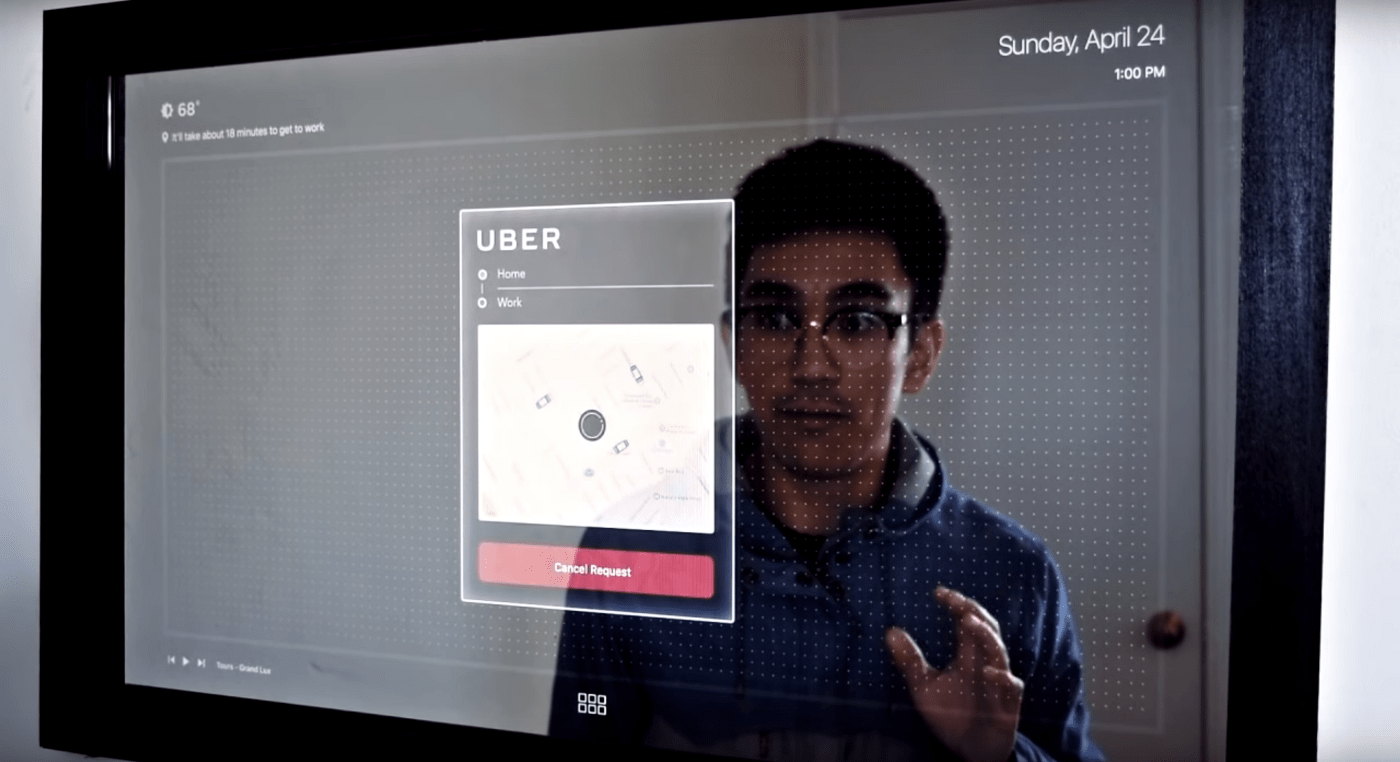 Sunday, April 24
1:00 PM
68°
It'll take about 18 minutes to get to work
UBER
Home
Work
Cancel Request
Tours - Grand Lux